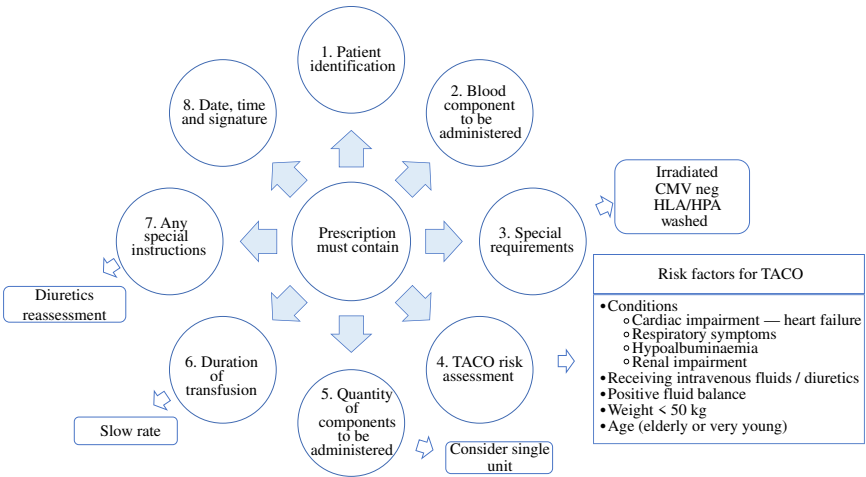 Prescription
must contain
1. Patient
identification
2. Blood
component
to be
administered
3. Special
requirements
Irradiated
CMV neg
HLA/HPA
washed
4. TACO risk
assessment
Risk factors for TACO
•Conditions
Cardiac impairment — heart failure
Respiratory symptoms
Hypoalbuminaemia
Renal impairment
•Receiving intravenous fluids / diuretics
•Positive fluid balance
•Weight < 50 kg
•Age (elderly or very young)
5. Quantity
of
components
to be
administered
Consider single
unit
6. Duration
of
transfusion
Slow rate
7. Any
special
instructions
Diuretics
reassessment
8. Date, time
and signature